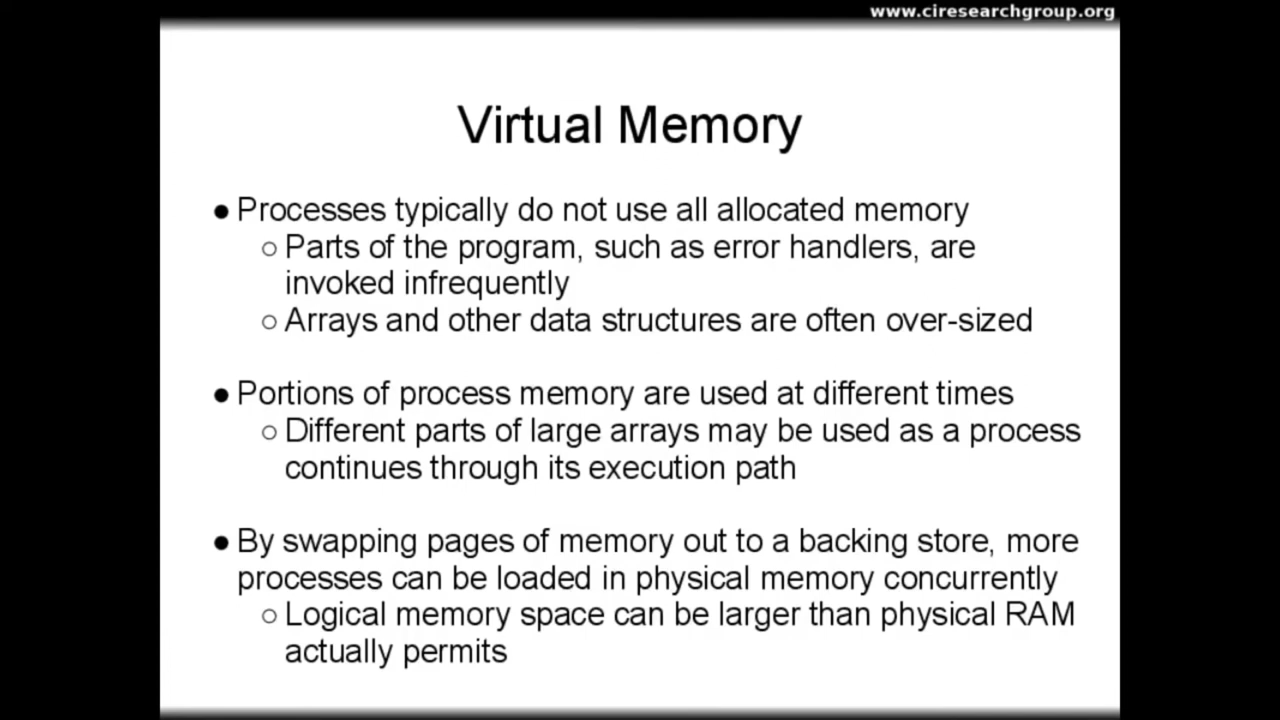 www.ciresearchgroup.org
Virtual Memory
● Processes typically do not use all allocated memory
○ Parts of the program, such as error handlers, are
invoked infrequently
○ Arrays and other data structures are often over-sized
● Portions of process memory are used at different times
○ Different parts of large arrays may be used as a process
continues through its execution path
● By swapping pages of memory out to a backing store, more
processes can be loaded in physical memory concurrently
○ Logical memory space can be larger than physical RAM
actually permits